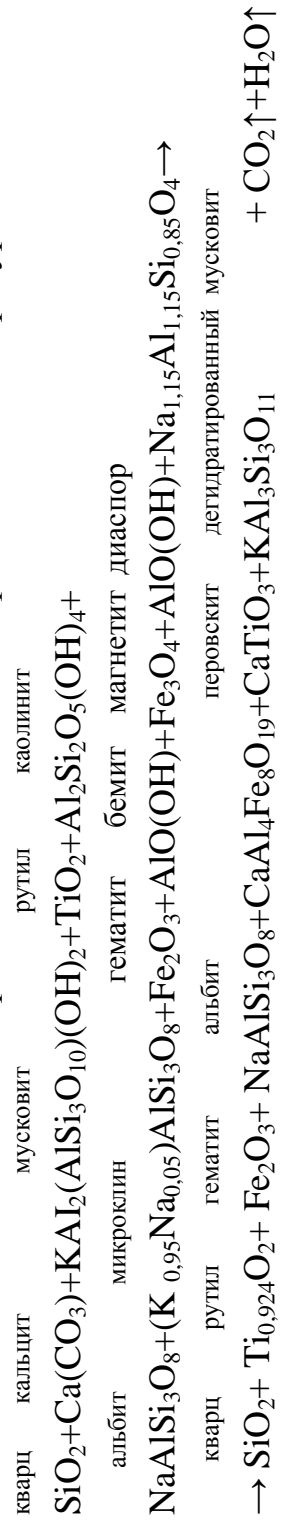 кварц кальцит мусковит рутил каолинит
SiO₂+Ca(CO₃)+KAl₂(AlSi₃O₁₀)(OH)₂+TiO₂+Al₂Si₂O₅(OH)₄+
альбит микроклин гематит бемит магнетит диаспор
NaAlSi₃O₈+(K ₀,₉₅Na₀,₀₅)AlSi₃O₈+Fe₂O₃+AlO(OH)+Fe₃O₄+AlO(OH)+Na₁,₁₅Al₁,₁₅Si₀,₈₅O₄→
кварц рутил гематит альбит перовскит дегидратированный мусковит
→ SiO₂+ Ti₀,₉₂₄O₂+ Fe₂O₃+ NaAlSi₃O₈+CaAl₄Fe₈O₁₉+CaTiO₃+KAl₃Si₃O₁₁ + CO₂↑+H₂O↑